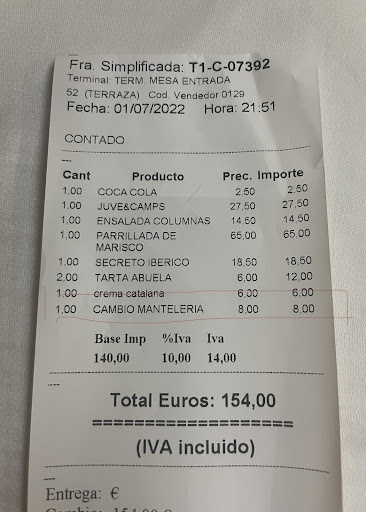 Fra. Simplificada: T1-C-07392
Terminal: TERM. MESA ENTRADA
52 (TERRAZA) Cod. Vendedor 0129
Fecha: 01/07/2022 Hora: 21:51
CONTADO
Cant Producto Prec. Importe
1,00 COCA COLA 2,50 2,50
1,00 JUVE&CAMPS 27,50 27,50
1,00 ENSALADA COLUMNAS 14,50 14,50
1,00 PARRILLADA DE 65,00 65,00
MARISCO
1,00 SECRETO IBERICO 18,50 18,50
2,00 TARTA ABUELA 6,00 12,00
1,00 crema catalana 6,00 6,00
1,00 CAMBIO MANTELERIA 8,00 8,00
Base Imp %Iva Iva
140,00 10,00 14,00
Total Euros: 154,00
(IVA incluido)
Entrega: €
Cambio: 154,00 €